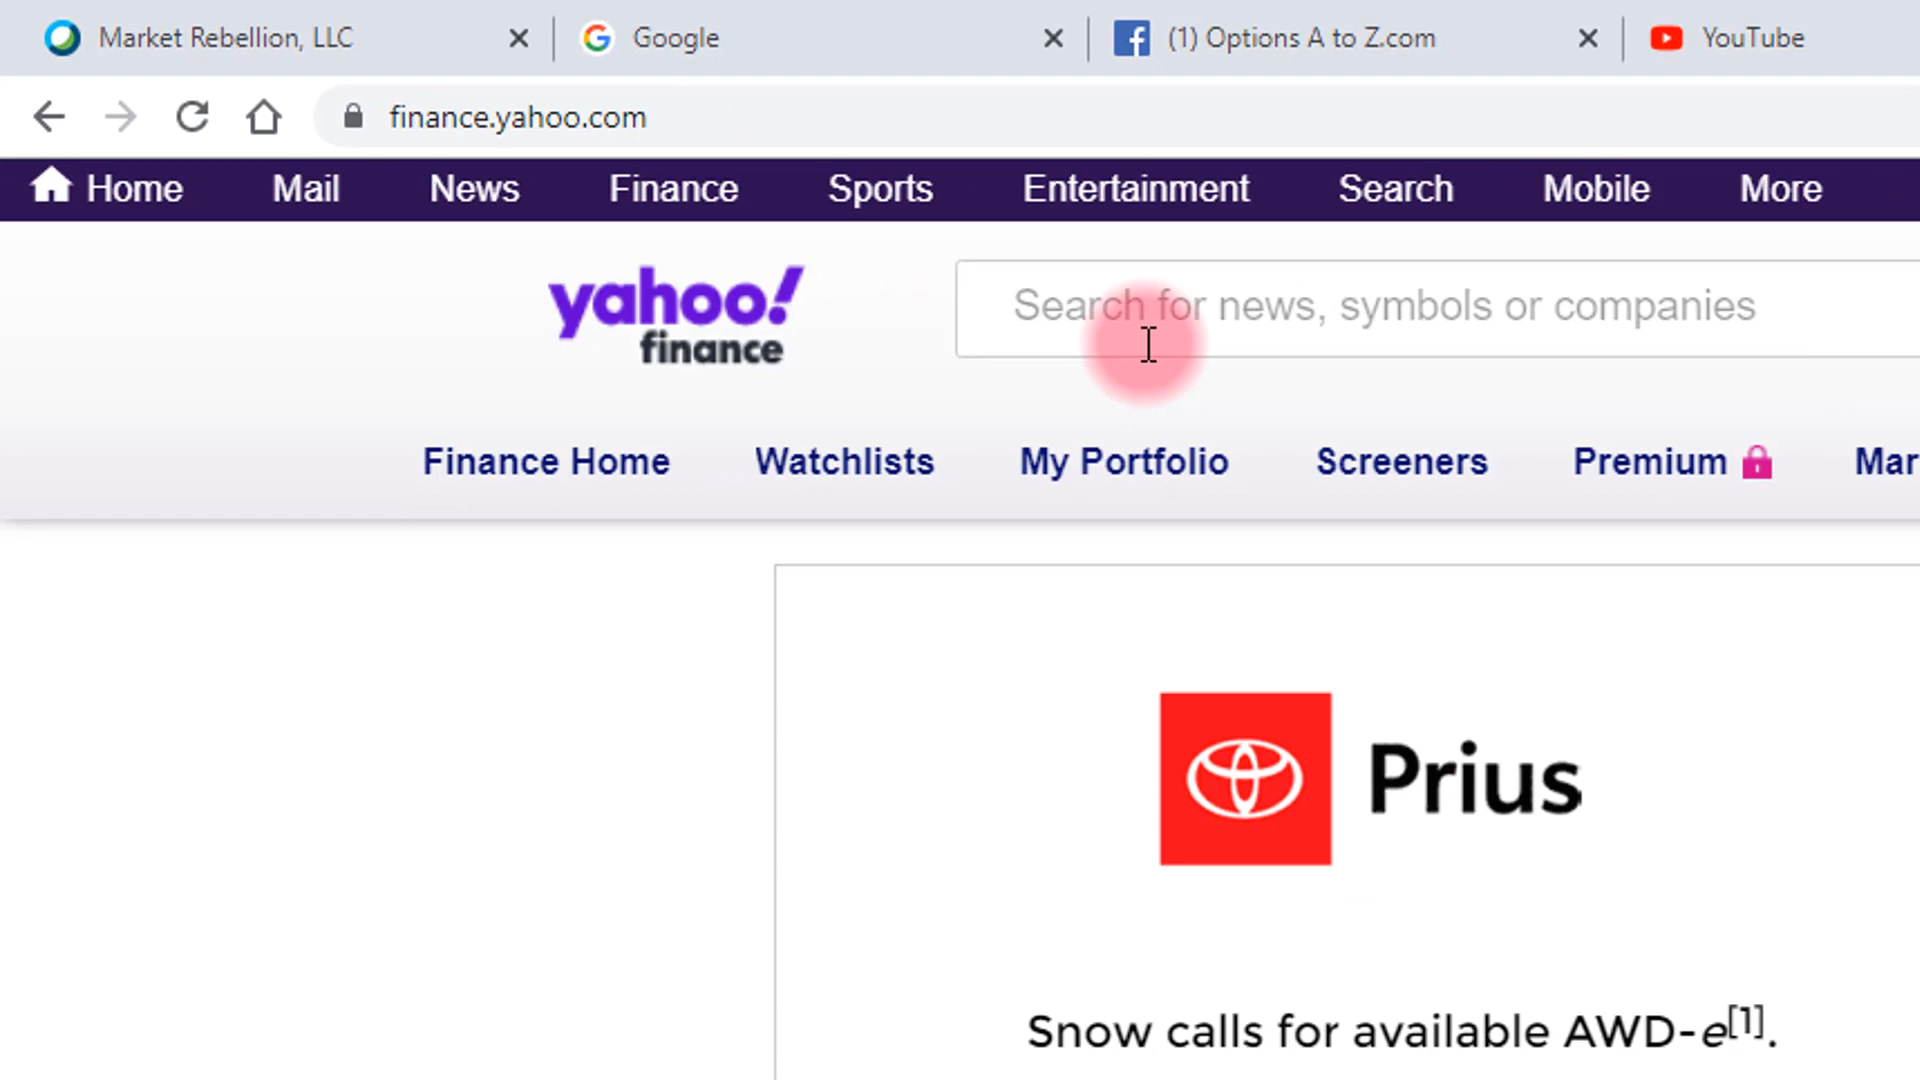 Market Rebellion, LLC Google (1) Options A to Z.com YouTube
finance.yahoo.com
Home Mail News Finance Sports Entertainment Search Mobile More
yahoo!
finance
Search for news, symbols or companies
Finance Home Watchlists My Portfolio Screeners Premium Mar
Prius
Snow calls for available AWD-e[1].